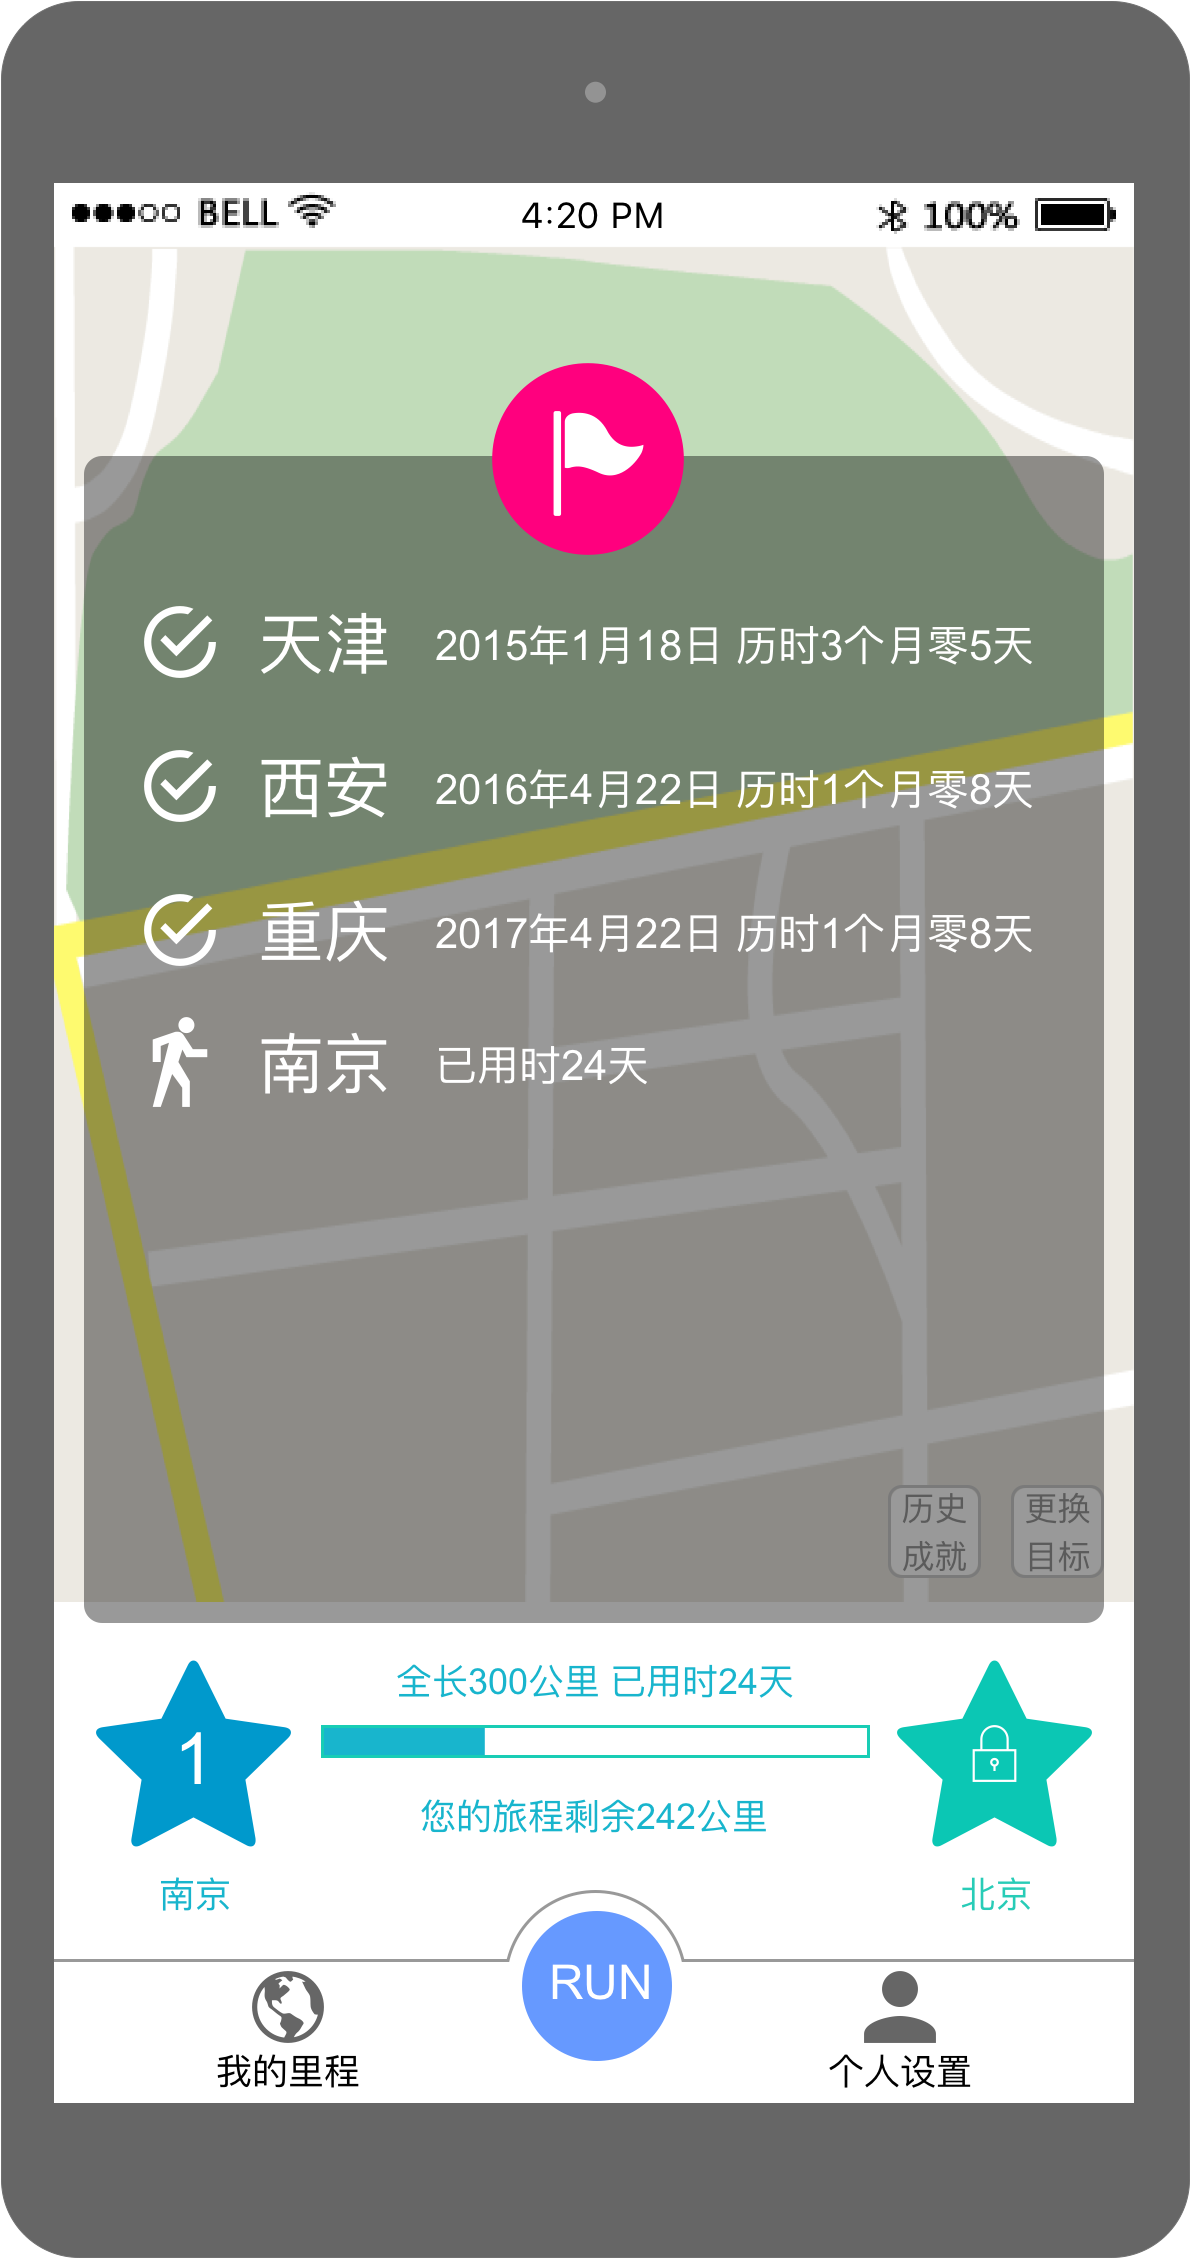 BELL 4:20 PM 100%
天津 2015年1月18日 历时3个月零5天
西安 2016年4月22日 历时1个月零8天
重庆 2017年4月22日 历时1个月零8天
南京 已用时24天
历史
成就
更换
目标
全长300公里 已用时24天
1
您的旅程剩余242公里
南京
北京
RUN
我的里程
个人设置